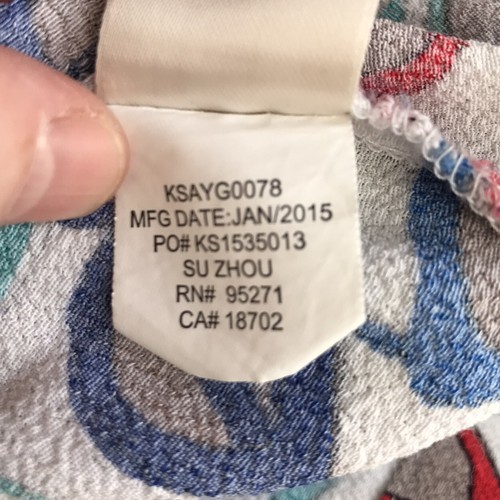 KSAYG0078
MFG DATE:JAN/2015
PO# KS1535013
SU ZHOU
RN# 95271
CA# 18702